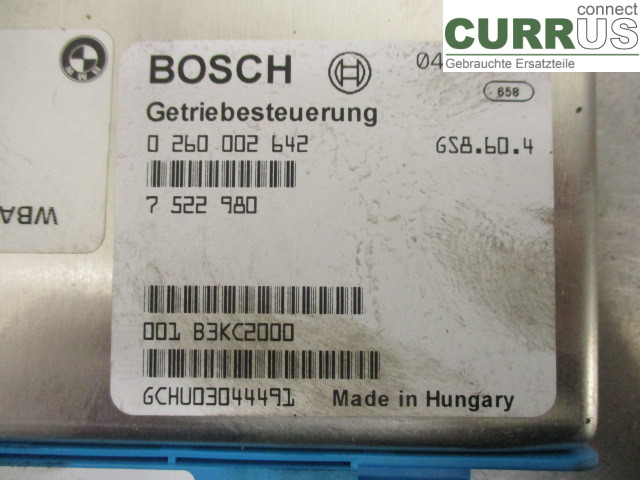 connect
CURRUS
Gebrauchte Ersatzteile
BMW
BOSCH
04
658
Getriebesteuerung
0 260 002 642
GS8.60.4
7 522 980
WBA
001 B3KC2000
GCHU03044491
Made in Hungary